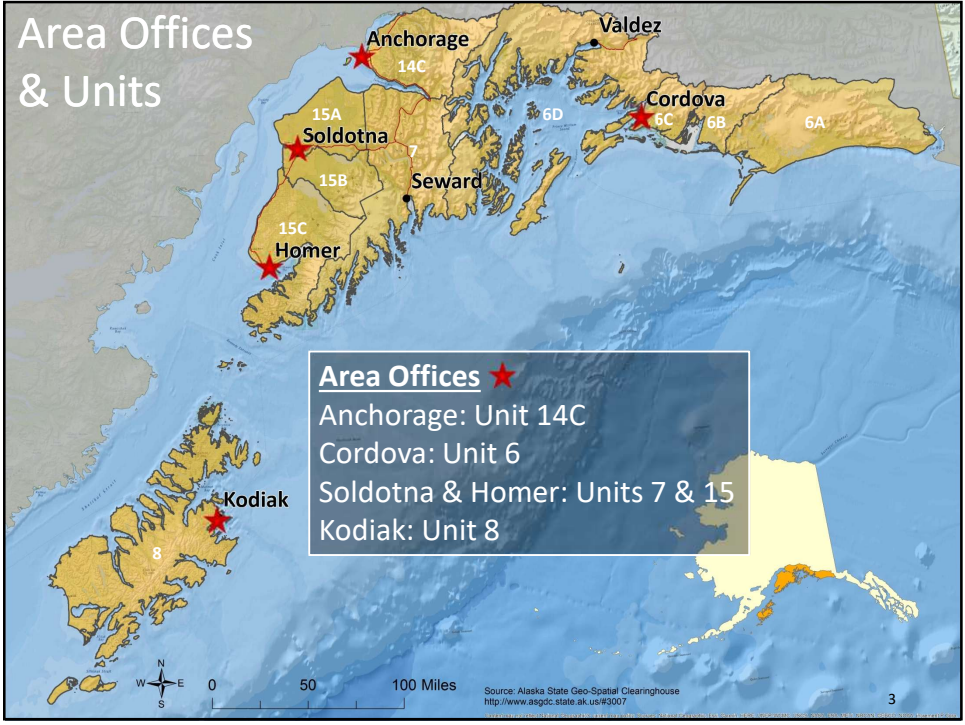 Area Offices
& Units
Anchorage
14C
Valdez
15A
Soldotna
15B
7
Seward
15C
Homer
6D
Cordova
6C
6B
6A
Area Offices
Anchorage: Unit 14C
Cordova: Unit 6
Soldotna & Homer: Units 7 & 15
Kodiak: Unit 8
Kodiak
8
N
W
E
S
0
50
100 Miles
Source: Alaska State Geo-Spatial Clearinghouse
http://www.asgdc.state.ak.us/#3007
3